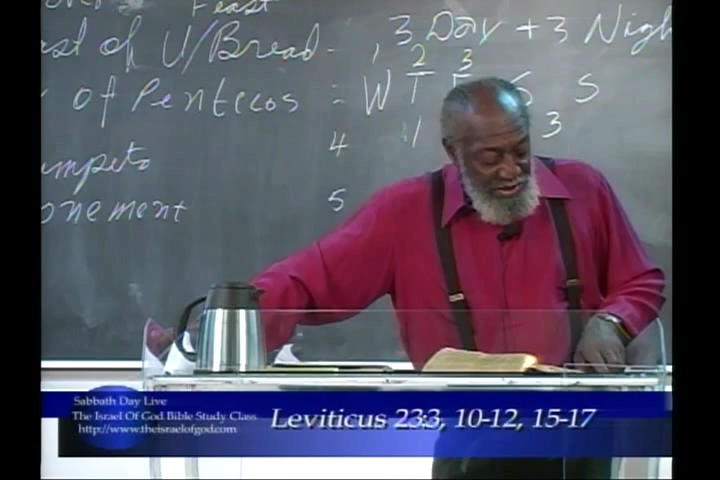 Feast
ast of U/Bread - , 3 Day + 3 Nigh
2 3
of Pentecos = W T F S S
4 1 3
umpets
5
onement
Sabbath Day Live
The Israel Of God Bible Study Class
http://www.theisraelofgod.com
Leviticus 23:3, 10-12, 15-17